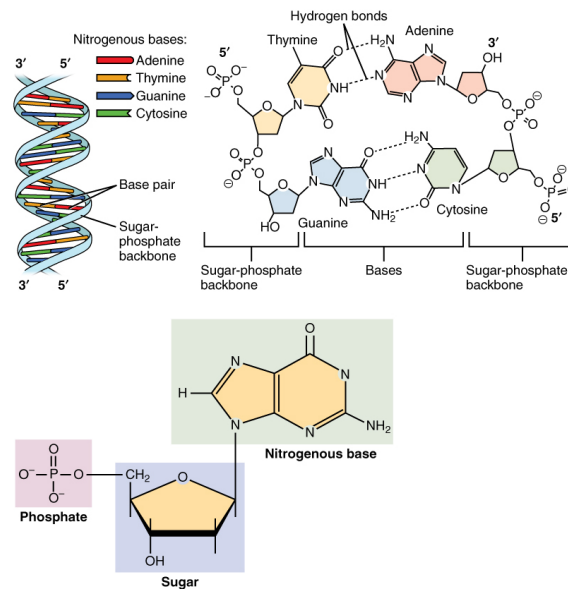 Nitrogenous bases:
Adenine
Thymine
Guanine
Cytosine
3′ 5′
Base pair
Sugar-
phosphate
backbone
3′ 5′
Hydrogen bonds
Thymine
Adenine
5′
3′
O
H₂N
N
OH
O
O⁻
P
O⁻
O
O
N
NH
O
N
N
N
N
O
O
O
P
O
O
O
P
O
O
O
O
N
N
O
NH
N
NH₂
H₂N
N
N
O
O
O
O
P
O
OH
Guanine
Cytosine
5′
Sugar-phosphate
backbone
Bases
Sugar-phosphate
backbone
O
N
N
H
N
N
NH₂
Nitrogenous base
O
O⁻ P O CH₂
O⁻
O
Phosphate
OH
Sugar